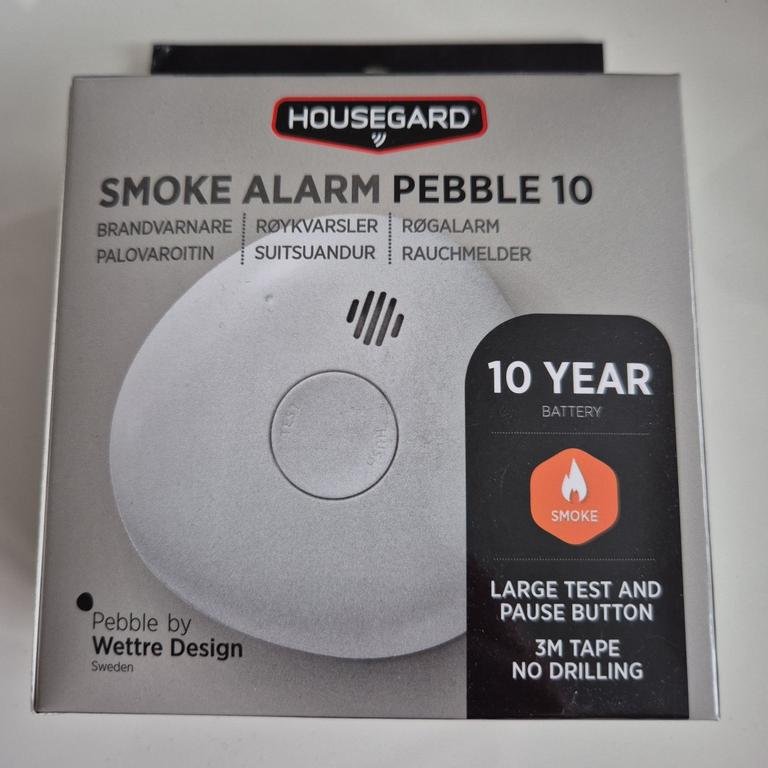 HOUSEGARD
SMOKE ALARM PEBBLE 10
BRANDVARNARE RØYKVARSLER RØGALARM
PALOVAROITIN SUITSUANDUR RAUCHMELDER
TEST
HUSH
10 YEAR
BATTERY
SMOKE
LARGE TEST AND
PAUSE BUTTON
3M TAPE
NO DRILLING
Pebble by
Wettre Design
Sweden